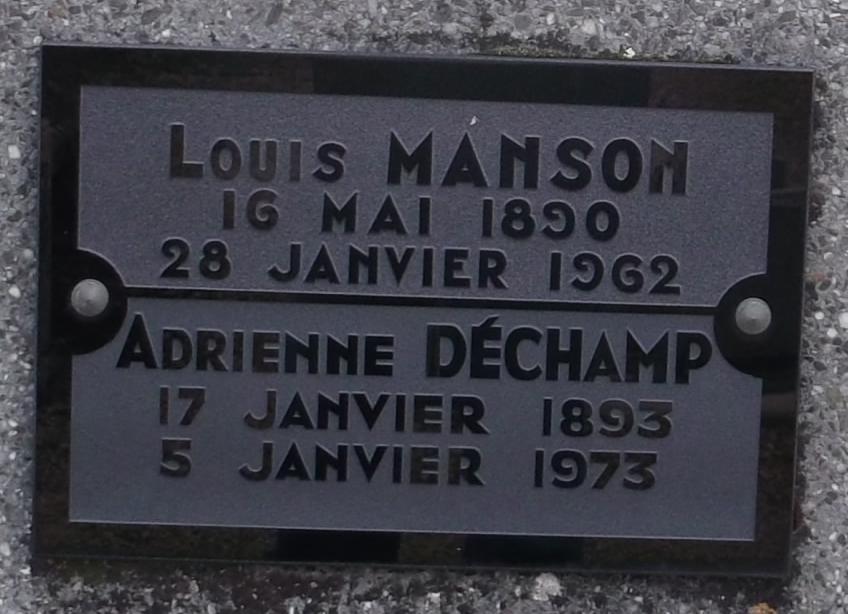 LOUIS MANSON
16 MAI 1890
28 JANVIER 1962
ADRIENNE DÉCHAMP
17 JANVIER 1893
5 JANVIER 1973